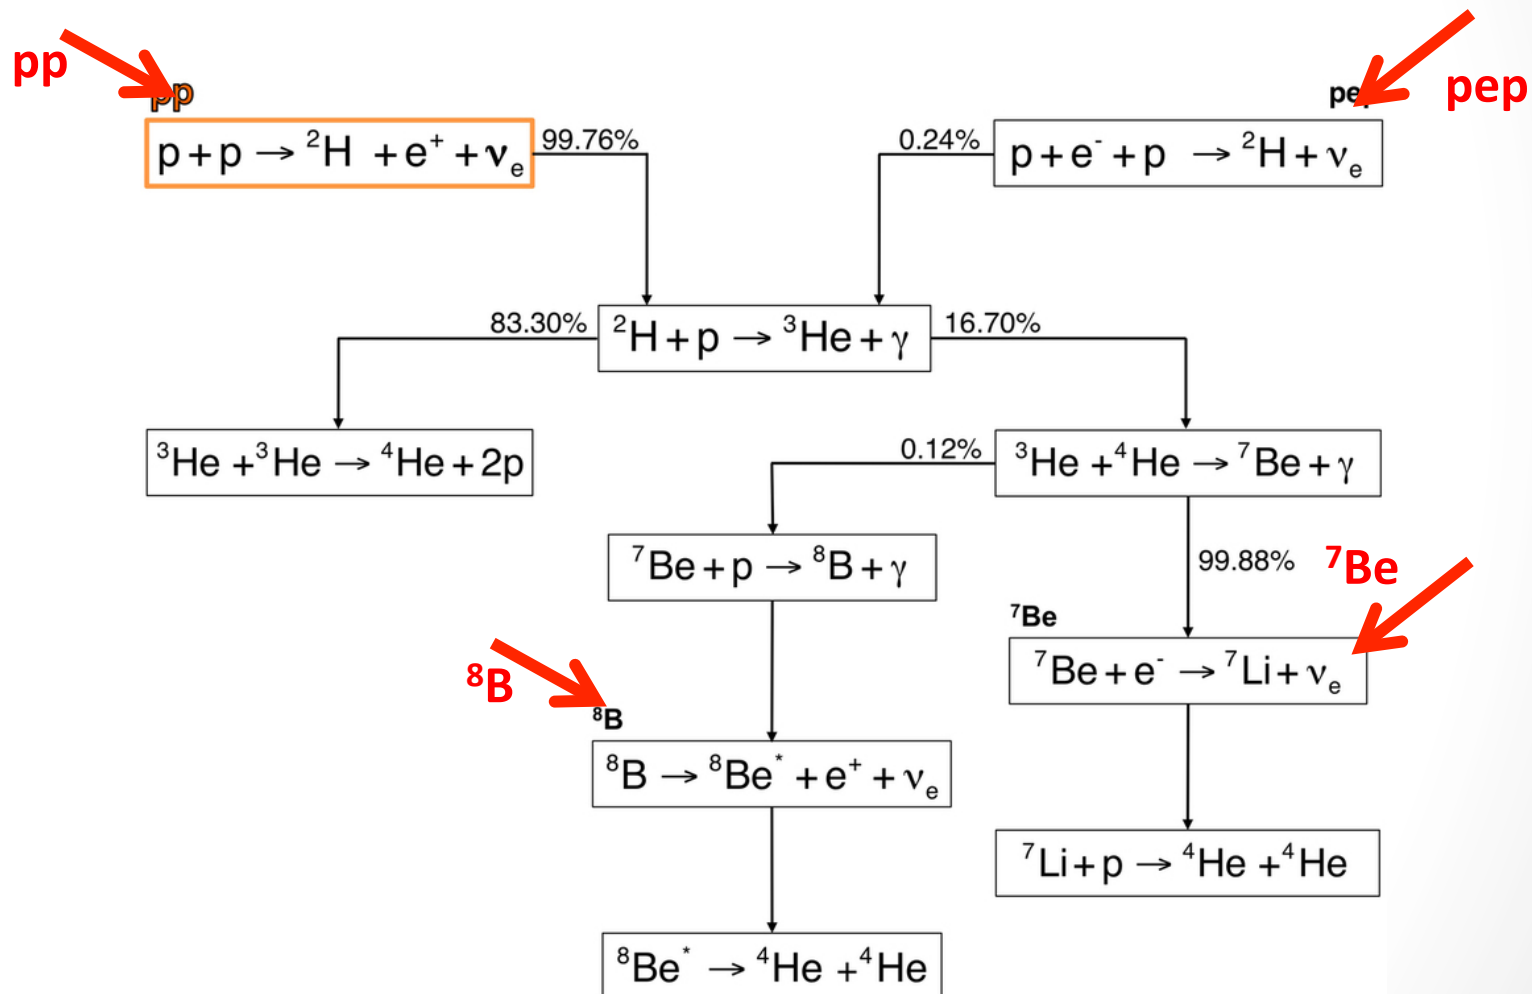 pp
pp
pep
pep
p + p → ²H + e⁺ + νₑ
99.76%
0.24%
p + e⁻ + p → ²H + νₑ
83.30%
²H + p → ³He + γ
16.70%
³He + ³He → ⁴He + 2p
0.12%
³He + ⁴He → ⁷Be + γ
⁷Be + p → ⁸B + γ
99.88%
⁷Be
⁷Be
⁷Be + e⁻ → ⁷Li + νₑ
⁸B
⁸B
⁸B → ⁸Be* + e⁺ + νₑ
⁷Li + p → ⁴He + ⁴He
⁸Be* → ⁴He + ⁴He